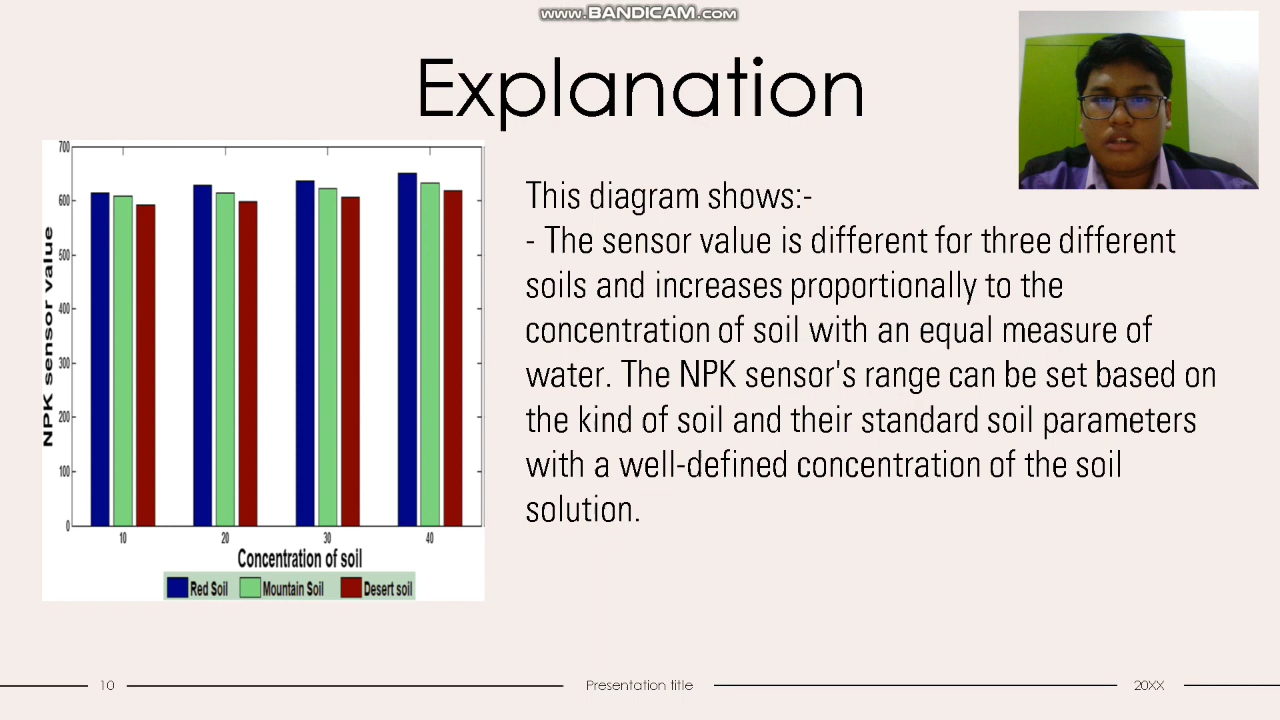 www.BANDICAM.com
Explanation
700
600
500
400
300
200
100
0
NPK sensor value
10 20 30 40
Concentration of soil
Red Soil Mountain Soil Desert soil
This diagram shows:-
- The sensor value is different for three different
soils and increases proportionally to the
concentration of soil with an equal measure of
water. The NPK sensor's range can be set based on
the kind of soil and their standard soil parameters
with a well-defined concentration of the soil
solution.
10 Presentation title 20XX